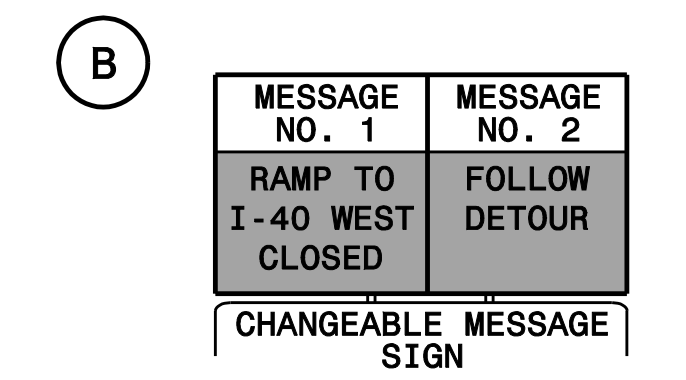 B
MESSAGE
NO. 1
MESSAGE
NO. 2
RAMP TO
I-40 WEST
CLOSED
FOLLOW
DETOUR
CHANGEABLE MESSAGE
SIGN